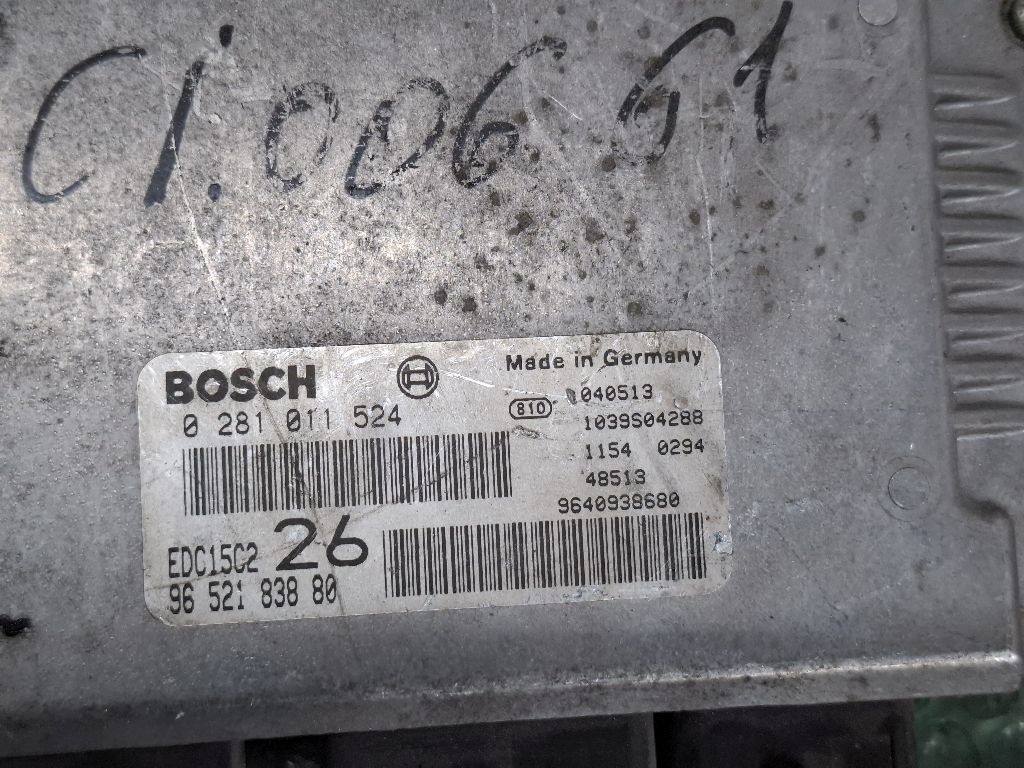 C1.006 61
BOSCH
Made in Germany
0 281 011 524
810
1040513
1039S04288
1154 0294
48513
9640938680
EDC15C2
26
96 521 838 80